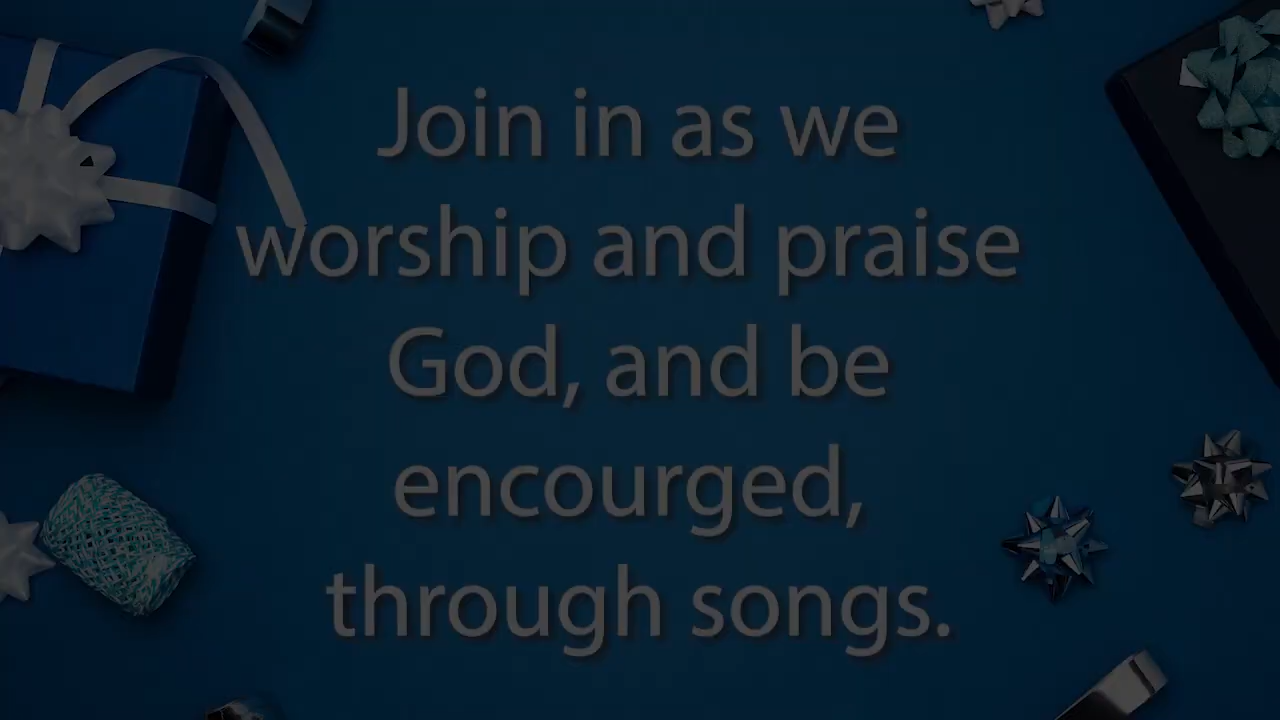 Join in as we
worship and praise
God, and be
encourged,
through songs.